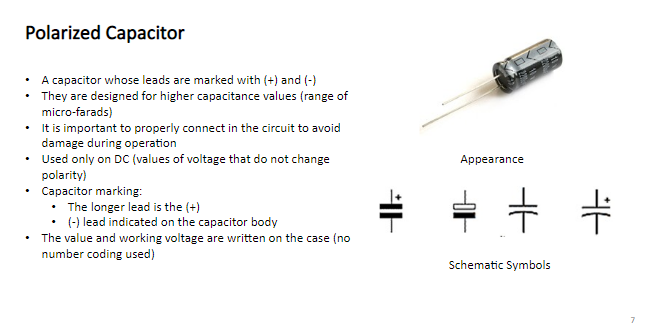 Polarized Capacitor
• A capacitor whose leads are marked with (+) and (-)
• They are designed for higher capacitance values (range of
micro-farads)
• It is important to properly connect in the circuit to avoid
damage during operation
• Used only on DC (values of voltage that do not change
polarity)
• Capacitor marking:
• The longer lead is the (+)
• (-) lead indicated on the capacitor body
• The value and working voltage are written on the case (no
number coding used)
Appearance
+
+
Schematic Symbols
7